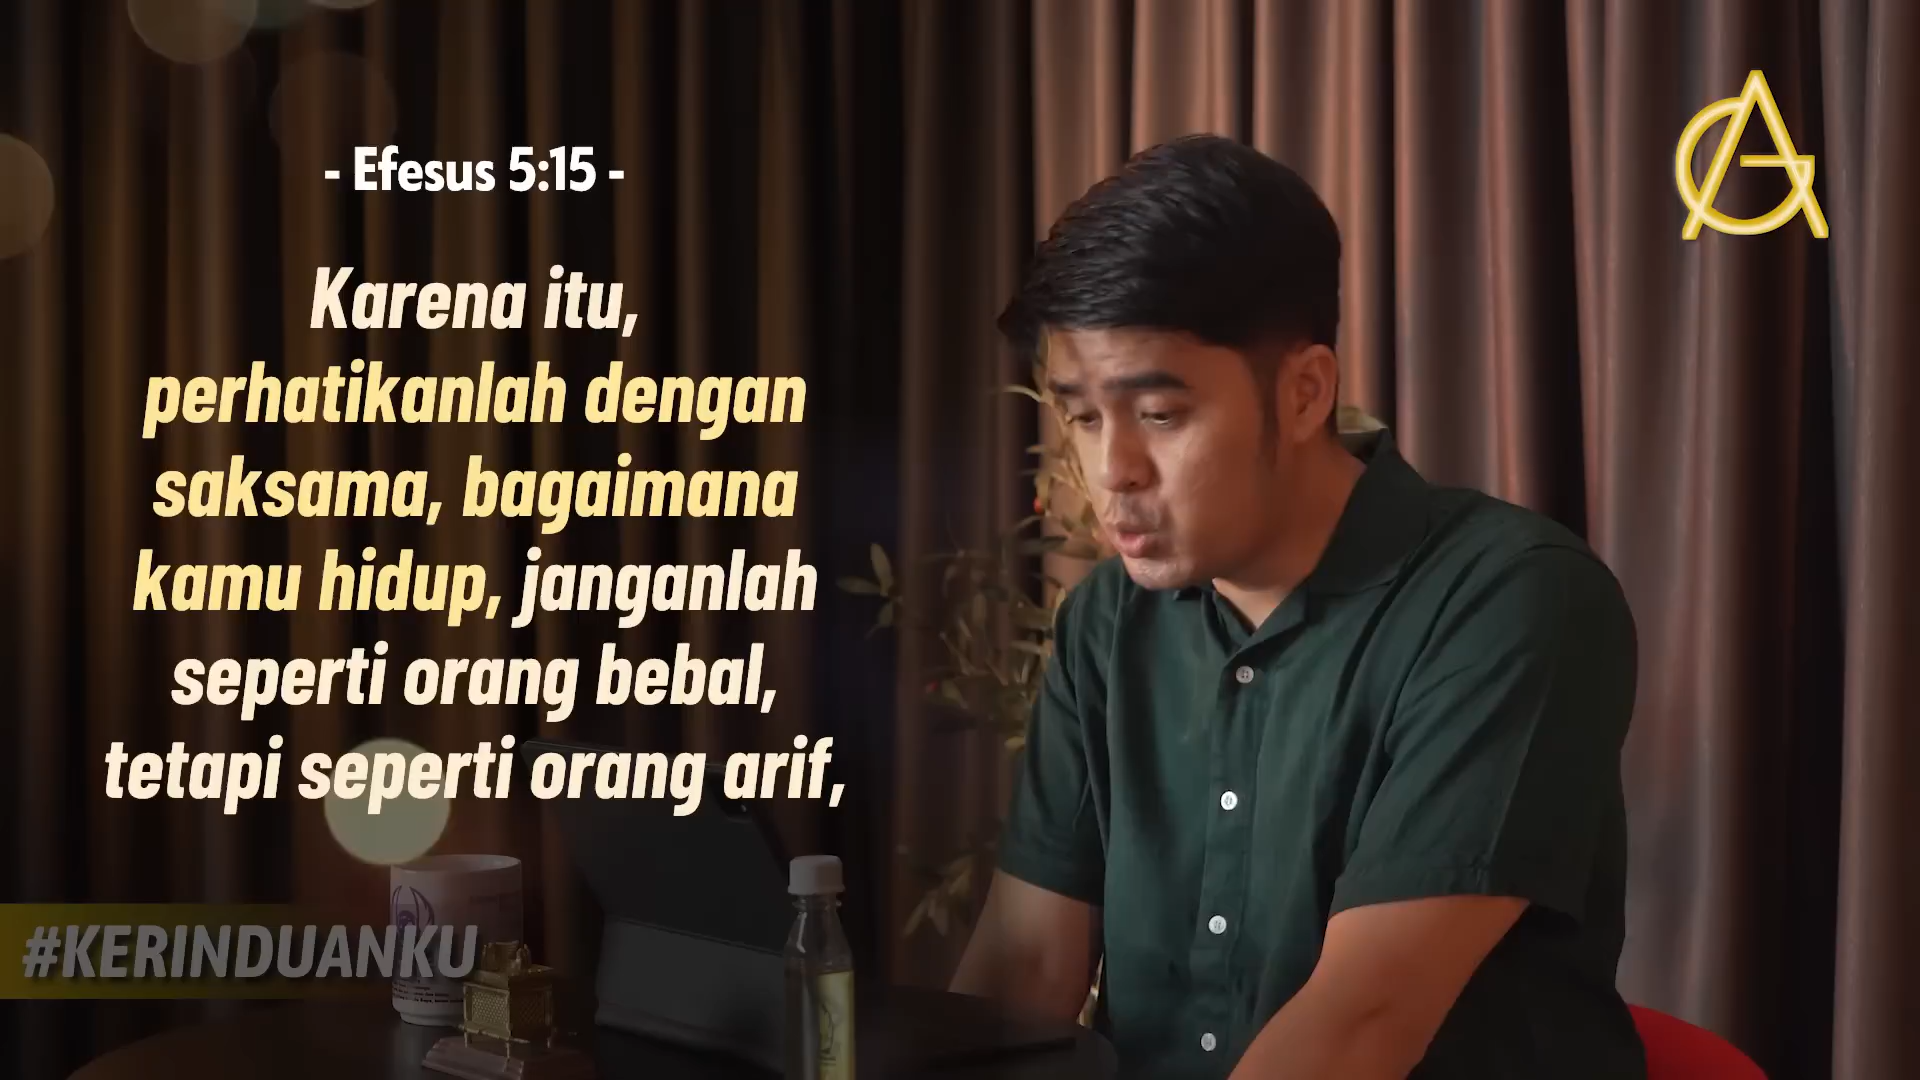 - Efesus 5:15 -
Karena itu,
perhatikanlah dengan
saksama, bagaimana
kamu hidup, janganlah
seperti orang bebal,
tetapi seperti orang arif,
#KERINDUANKU